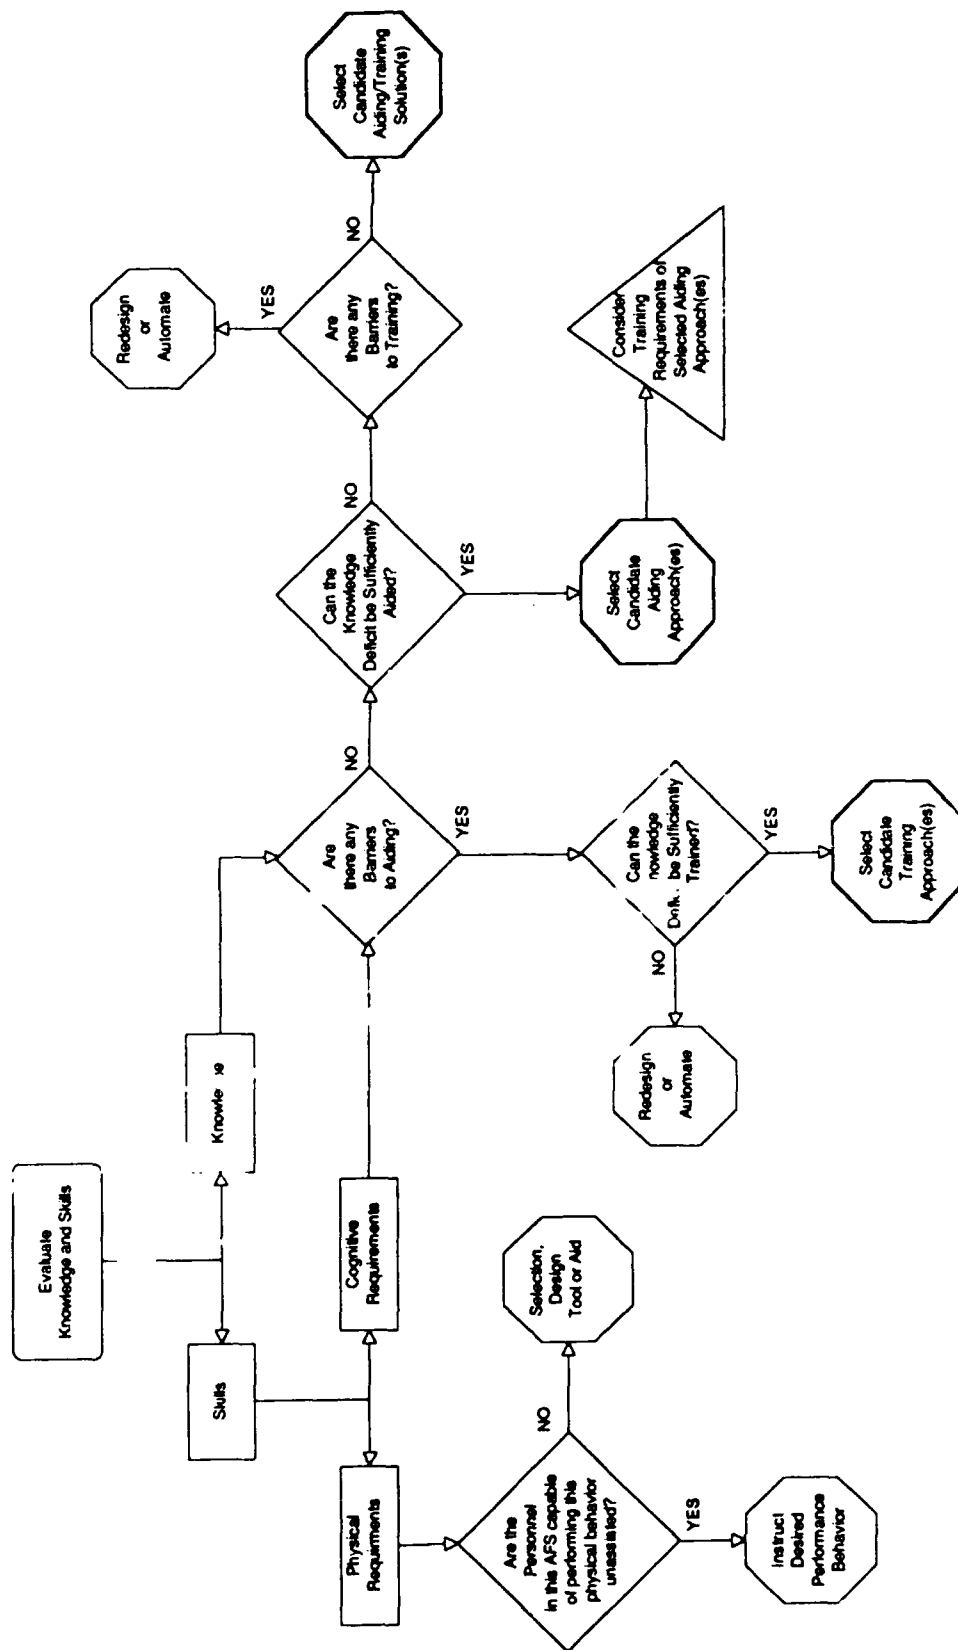 Evaluate
Knowledge and Skills
Skills
Knowledge
Physical
Requirments
Cognitive
Requirements
Are the
Personnel
in this AFS capable
of performing this
physical behavior
unassisted?
NO
YES
Selection,
Design
Tool or Aid
Instruct
Desired
Performance
Behavior
Are
there any
Barriers
to Aiding?
NO
YES
Can the
nowledge
be Sufficiently
Trained?
NO
YES
Redesign
or
Automate
Select
Candidate
Training
Approach(es)
Can the
Knowledge
Deficit be Sufficiently
Aided?
NO
YES
Select
Candidate
Aiding
Approach(es)
Consider
Training
Requirements of
Selected Aiding
Approach(es)
Are
there any
Barriers
to Training?
YES
NO
Redesign
or
Automate
Select
Candidate
Aiding/Training
Solution(s)